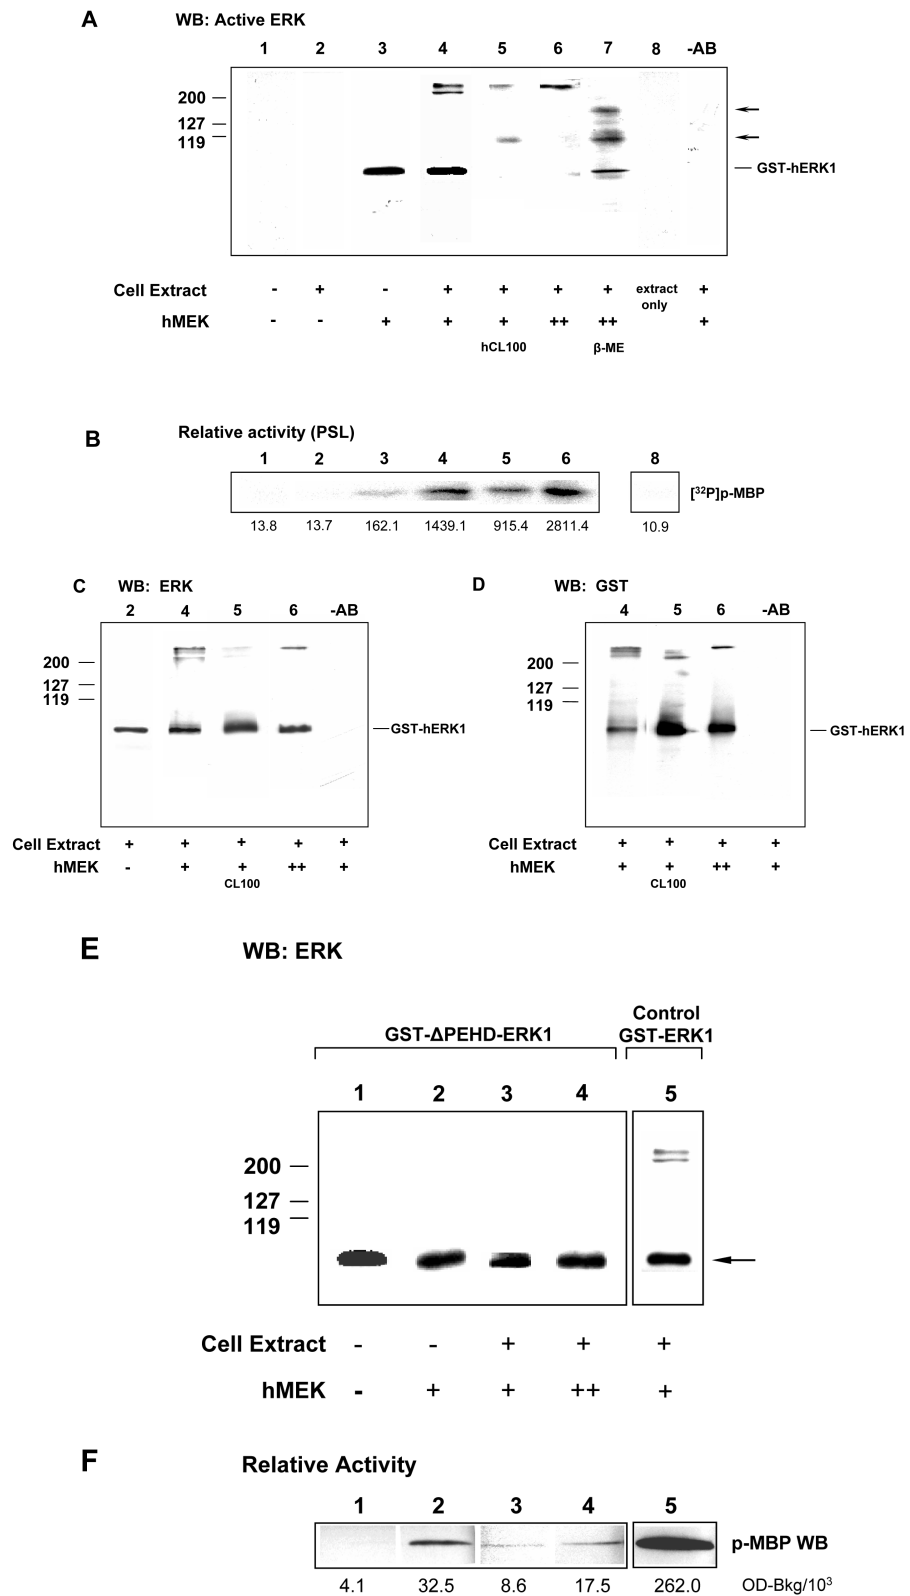 A
WB: Active ERK
1 2 3 4 5 6 7 8 -AB
200
127
119
GST-hERK1
Cell Extract - + - + + + + extract only +
hMEK - - + + + ++ ++ +
hCL100 β-ME
B
Relative activity (PSL)
1 2 3 4 5 6 8
[³²P]p-MBP
13.8 13.7 162.1 1439.1 915.4 2811.4 10.9
C WB: ERK
2 4 5 6 -AB
200
127
119
GST-hERK1
Cell Extract + + + + +
hMEK - + + ++ +
CL100
D WB: GST
4 5 6 -AB
200
127
119
GST-hERK1
Cell Extract + + + +
hMEK + + ++ +
CL100
E WB: ERK
GST-ΔPEHD-ERK1
Control
GST-ERK1
1 2 3 4 5
200
127
119
Cell Extract - - + + +
hMEK - + + ++ +
F Relative Activity
1 2 3 4 5
p-MBP WB
4.1 32.5 8.6 17.5 262.0 OD-Bkg/10³